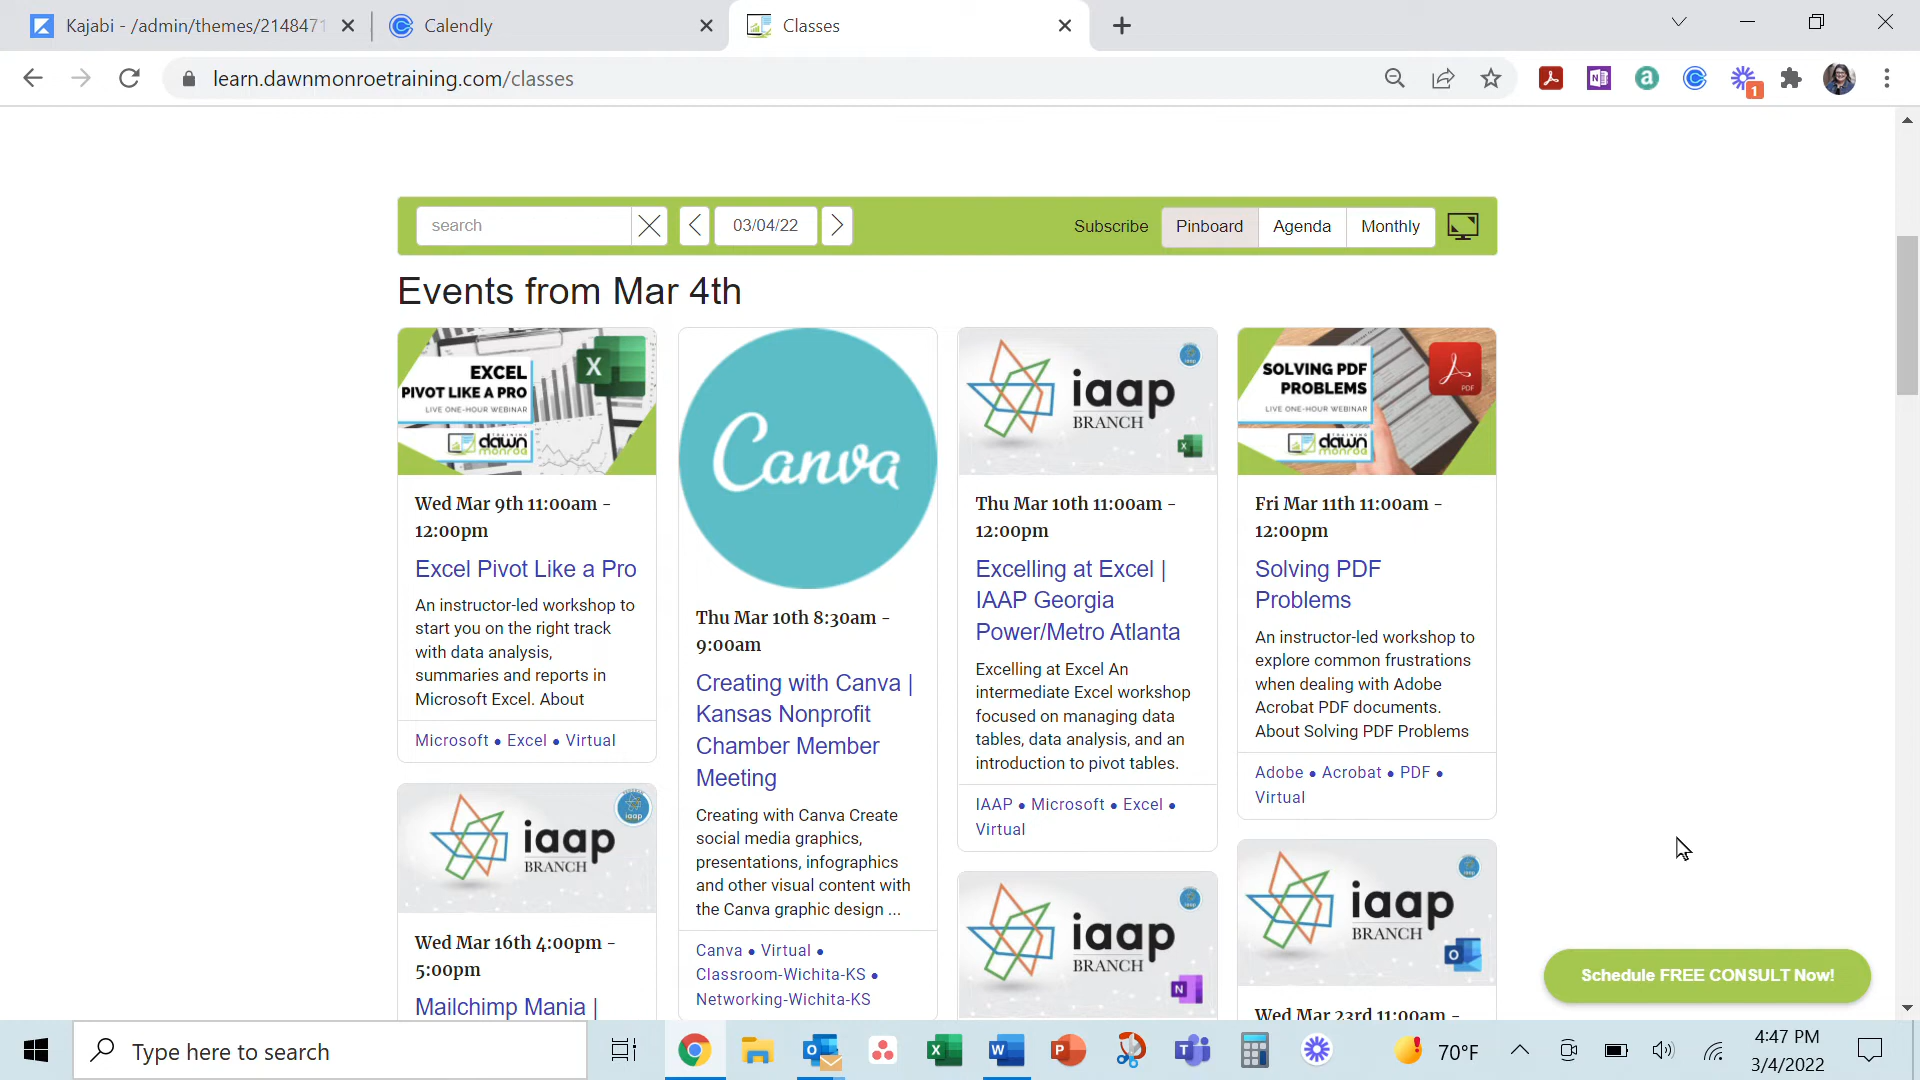 Kajabi - /admin/themes/2148471
Calendly
Classes
learn.dawnmonroetraining.com/classes
1
search
03/04/22
Subscribe
Pinboard
Agenda
Monthly
Events from Mar 4th
EXCEL
PIVOT LIKE A PRO
LIVE ONE-HOUR WEBINAR
TRAINING
dawn
monroe
X
Wed Mar 9th 11:00am -
12:00pm
Excel Pivot Like a Pro
An instructor-led workshop to
start you on the right track
with data analysis,
summaries and reports in
Microsoft Excel. About
Microsoft • Excel • Virtual
iaap
BRANCH
iaap
Wed Mar 16th 4:00pm -
5:00pm
Mailchimp Mania |
Canva
Thu Mar 10th 8:30am -
9:00am
Creating with Canva |
Kansas Nonprofit
Chamber Member
Meeting
Creating with Canva Create
social media graphics,
presentations, infographics
and other visual content with
the Canva graphic design ...
Canva • Virtual •
Classroom-Wichita-KS •
Networking-Wichita-KS
iaap
BRANCH
X
Thu Mar 10th 11:00am -
12:00pm
Excelling at Excel |
IAAP Georgia
Power/Metro Atlanta
Excelling at Excel An
intermediate Excel workshop
focused on managing data
tables, data analysis, and an
introduction to pivot tables.
IAAP • Microsoft • Excel •
Virtual
iaap
BRANCH
N
SOLVING PDF
PROBLEMS
LIVE ONE-HOUR WEBINAR
TRAINING
dawn
monroe
PDF
Fri Mar 11th 11:00am -
12:00pm
Solving PDF
Problems
An instructor-led workshop to
explore common frustrations
when dealing with Adobe
Acrobat PDF documents.
About Solving PDF Problems
Adobe • Acrobat • PDF •
Virtual
iaap
BRANCH
O
Wed Mar 23rd 11:00am -
Schedule FREE CONSULT Now!
Type here to search
70°F
4:47 PM
3/4/2022